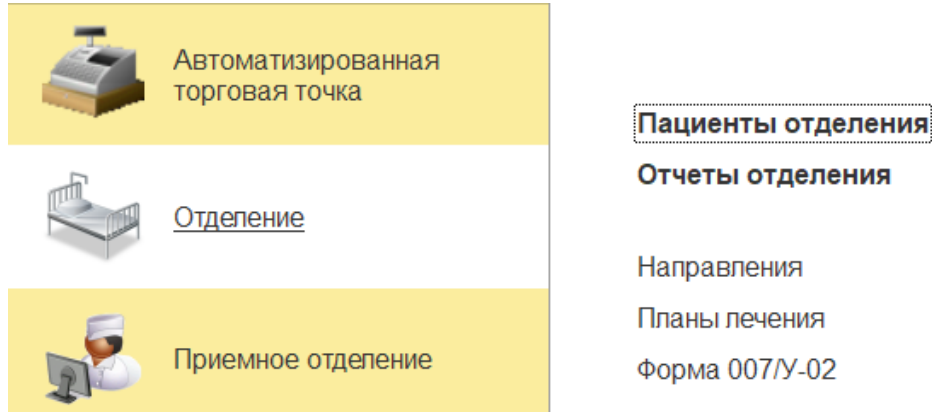 Автоматизированная
торговая точка
Отделение
Приемное отделение
Пациенты отделения
Отчеты отделения
Направления
Планы лечения
Форма 007/У-02